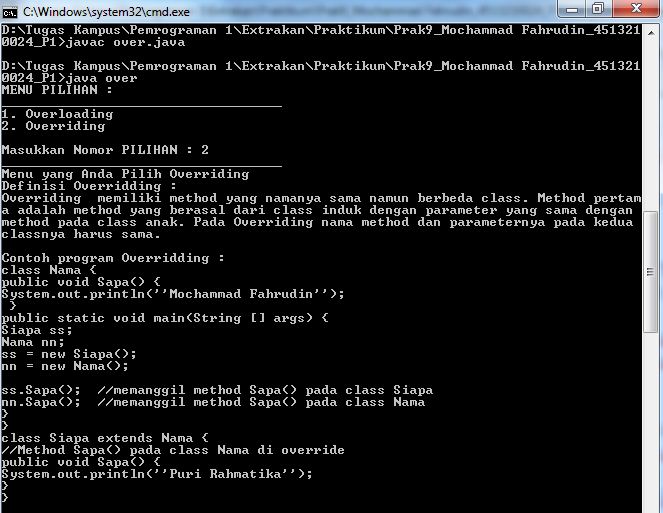 C:\Windows\system32\cmd.exe
D:\Tugas Kampus\Pemrograman 1\Extrakan\Praktikum\Prak9_Mochammad Fahrudin_451321
0024_P1>javac over.java
D:\Tugas Kampus\Pemrograman 1\Extrakan\Praktikum\Prak9_Mochammad Fahrudin_451321
0024_P1>java over
MENU PILIHAN :
___________________________________
1. Overloading
2. Overriding
Masukkan Nomor PILIHAN : 2
___________________________________
Menu yang Anda Pilih Overriding
Definisi Overridding :
Overriding  memiliki method yang namanya sama namun berbeda class. Method pertam
a adalah method yang berasal dari class induk dengan parameter yang sama dengan
method pada class anak. Pada Overriding nama method dan parameternya pada kedua
classnya harus sama.
Contoh program Overridding :
class Nama {
public void Sapa() {
System.out.println(''Mochammad Fahrudin'');
 }
public static void main(String [] args) {
Siapa ss;
Nama nn;
ss = new Siapa();
nn = new Nama();
ss.Sapa();  //memanggil method Sapa() pada class Siapa
nn.Sapa();  //memanggil method Sapa() pada class Nama
}
}
class Siapa extends Nama {
//Method Sapa() pada class Nama di override
public void Sapa() {
System.out.println(''Puri Rahmatika'');
}
}